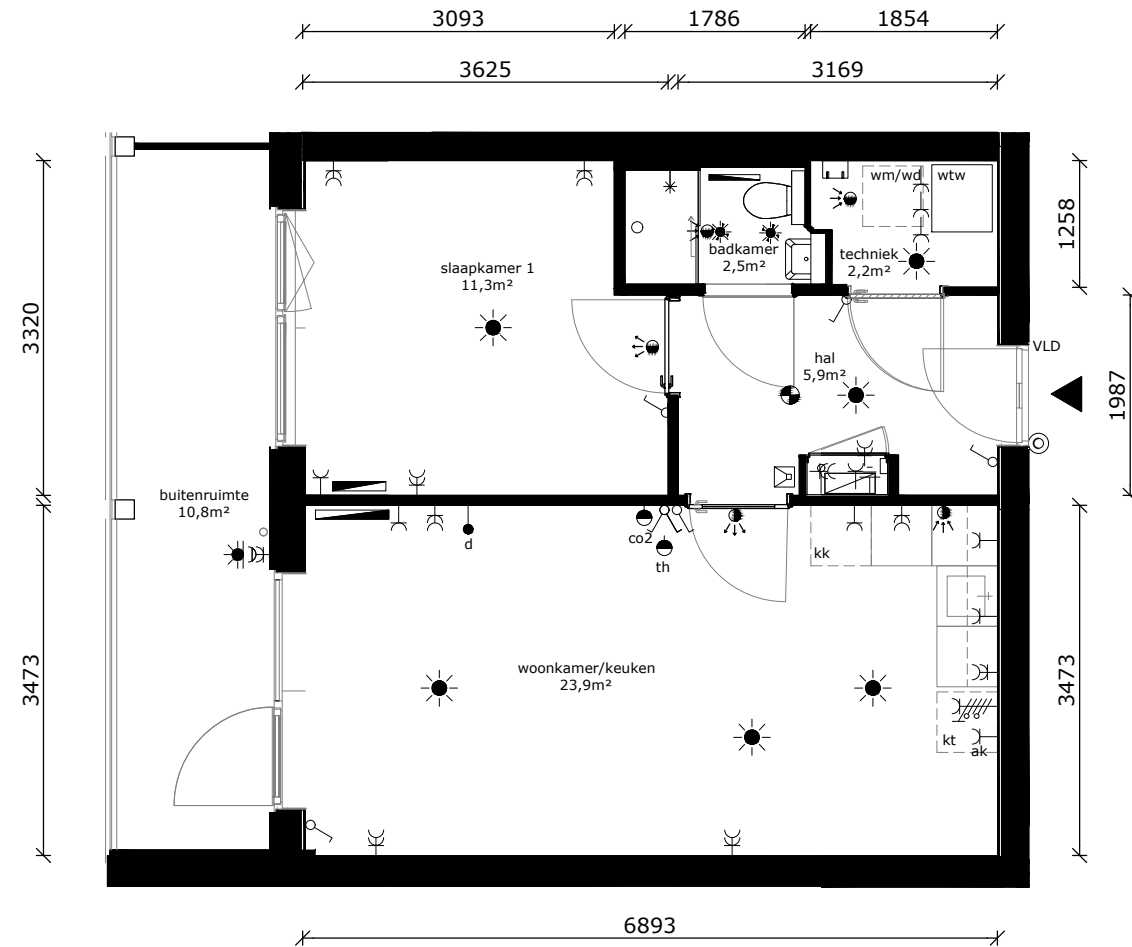 3093
1786
1854
3625
3169
wm/wd
wtw
1258
badkamer
2,5m²
techniek
2,2m²
slaapkamer 1
11,3m²
3320
VLD
hal
5,9m²
1987
buitenruimte
10,8m²
d
co2
th
kk
3473
woonkamer/keuken
23,9m²
3473
kt
ak
6893